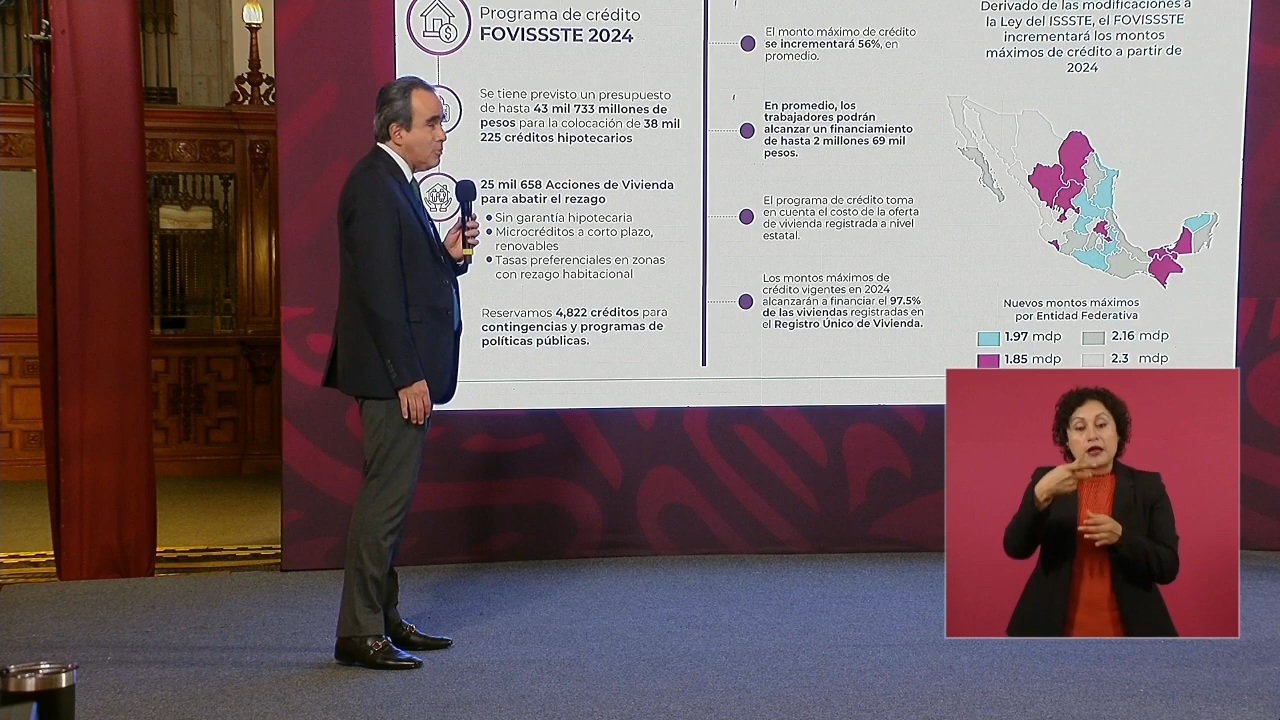 Programa de crédito
FOVISSSTE 2024
Se tiene previsto un presupuesto
de hasta 43 mil 733 millones de
pesos para la colocación de 38 mil
225 créditos hipotecarios
25 mil 658 Acciones de Vivienda
para abatir el rezago
Sin garantía hipotecaria
Microcréditos a corto plazo,
renovables
Tasas preferenciales en zonas
con rezago habitacional
Reservamos 4,822 créditos para
contingencias y programas de
políticas públicas.
El monto máximo de crédito
se incrementará 56%, en
promedio.
En promedio, los
trabajadores podrán
alcanzar un financiamiento
de hasta 2 millones 69 mil
pesos.
El programa de crédito toma
en cuenta el costo de la oferta
de vivienda registrada a nivel
estatal.
Los montos máximos de
crédito vigentes en 2024
alcanzarán a financiar el 97.5%
de las viviendas registradas en
el Registro Único de Vivienda.
Derivado de las modificaciones a
la Ley del ISSSTE, el FOVISSSTE
incrementará los montos
máximos de crédito a partir de
2024
Nuevos montos máximos
por Entidad Federativa
1.97 mdp
2.16 mdp
1.85 mdp
2.3 mdp